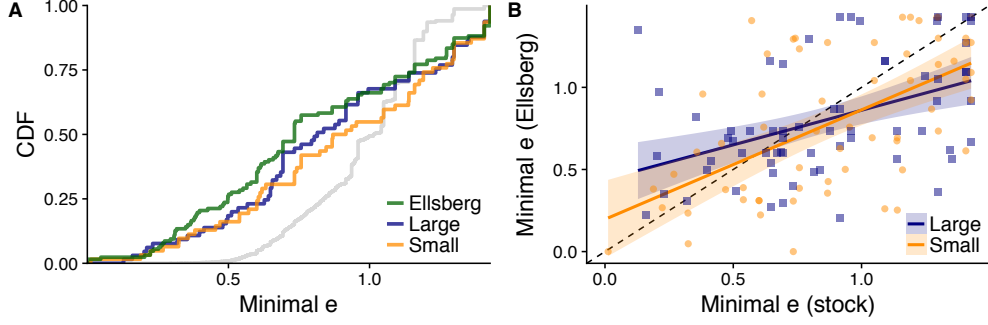 A
CDF
1.00
0.75
0.50
0.25
0.00
0.5
1.0
Minimal e
Ellsberg
Large
Small
B
Minimal e (Ellsberg)
1.0
0.5
0.0
0.0
0.5
1.0
Minimal e (stock)
Large
Small